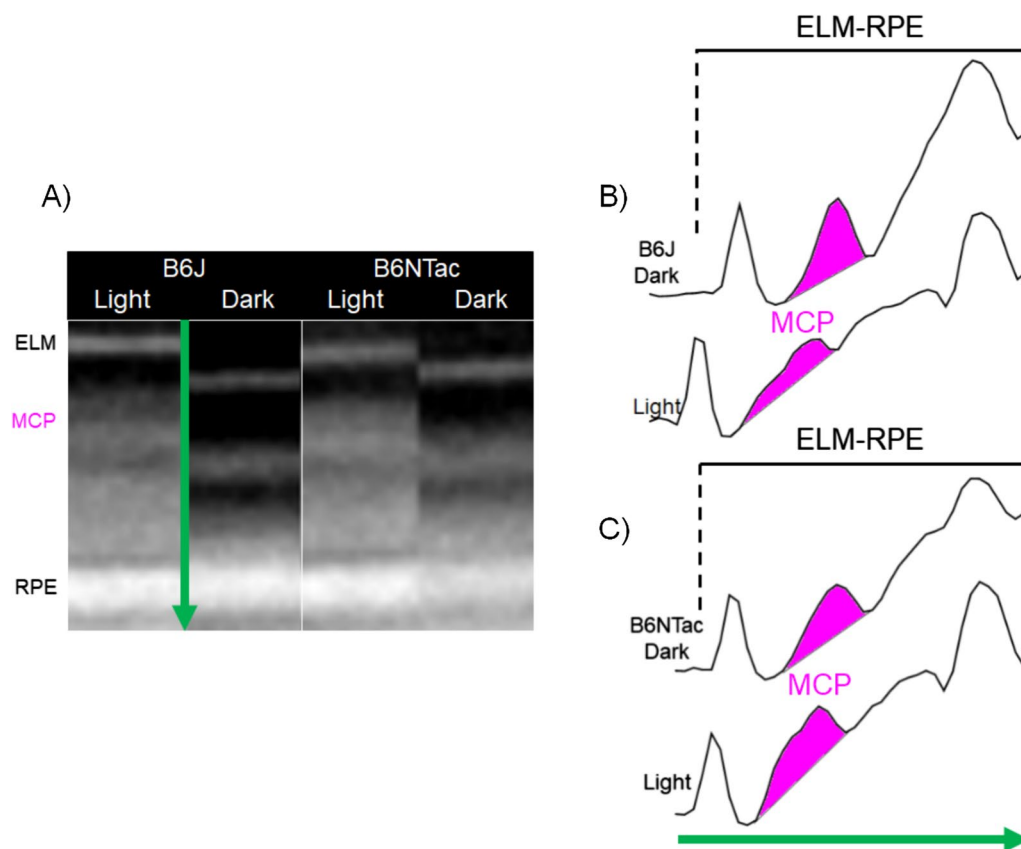 A)
B6J B6NTac
Light Dark Light Dark
ELM
MCP
RPE
ELM-RPE
B)
B6J
Dark
MCP
Light
ELM-RPE
C)
B6NTac
Dark
MCP
Light